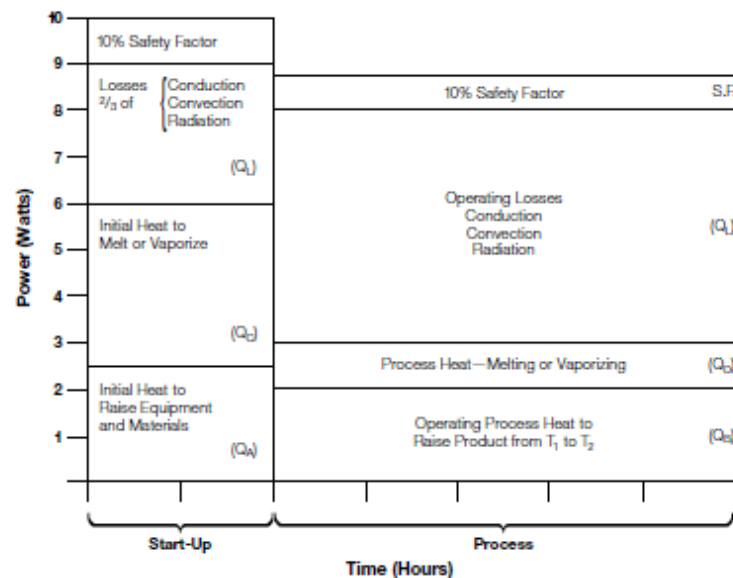 10
9
8
7
6
5
4
3
2
1
Power (Watts)
10% Safety Factor
Losses
2/3 of
Conduction
Convection
Radiation
(QL)
Initial Heat to
Melt or Vaporize
(QC)
Initial Heat to
Raise Equipment
and Materials
(QA)
10% Safety Factor
S.F.
Operating Losses
Conduction
Convection
Radiation
(QL)
Process Heat—Melting or Vaporizing
(QD)
Operating Process Heat to
Raise Product from T1 to T2
(QB)
Start-Up
Process
Time (Hours)